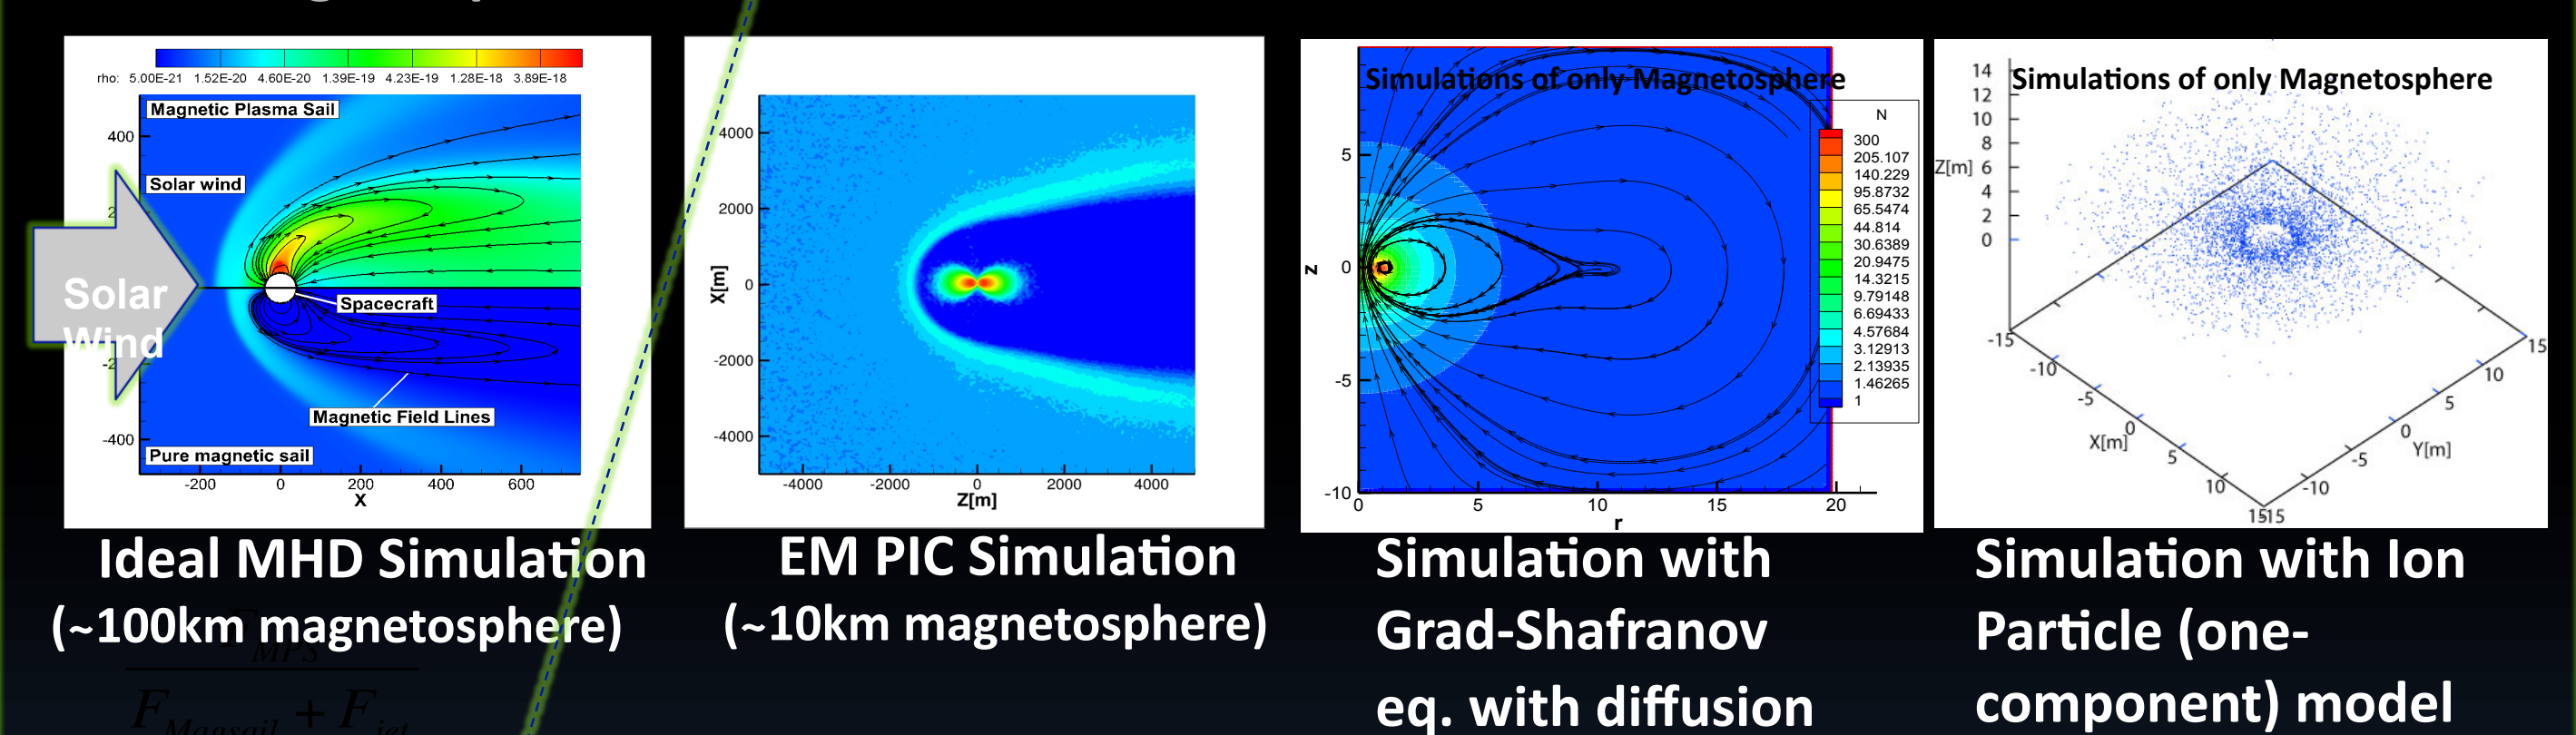 rho: 5.00E-21 1.52E-20 4.60E-20 1.39E-19 4.23E-19 1.28E-18 3.89E-18
Magnetic Plasma Sail
400
Solar wind
2
Solar
Wind
Spacecraft
-2
Magnetic Field Lines
-400
Pure magnetic sail
-200 0 200 400 600
X
Ideal MHD Simulation
(~100km magnetosphere)
F MPS
F Magsail + F jet
4000
2000
X[m]
0
-2000
-4000
-4000 -2000 0 2000 4000
Z[m]
EM PIC Simulation
(~10km magnetosphere)
Simulations of only Magnetosphere
N
300
205.107
140.229
95.8732
65.5474
44.814
30.6389
20.9475
14.3215
9.79148
6.69433
4.57684
3.12913
2.13935
1.46265
1
5
z
0
-5
-10
0 5 10 15 20
r
Simulation with
Grad-Shafranov
eq. with diffusion
Simulations of only Magnetosphere
14
12
10
8
Z[m] 6
4
2
0
-15 -10 -5 0 5 10 15
X[m]
-15 -10 -5 0 5 10 15
Y[m]
Simulation with Ion
Particle (one-
component) model